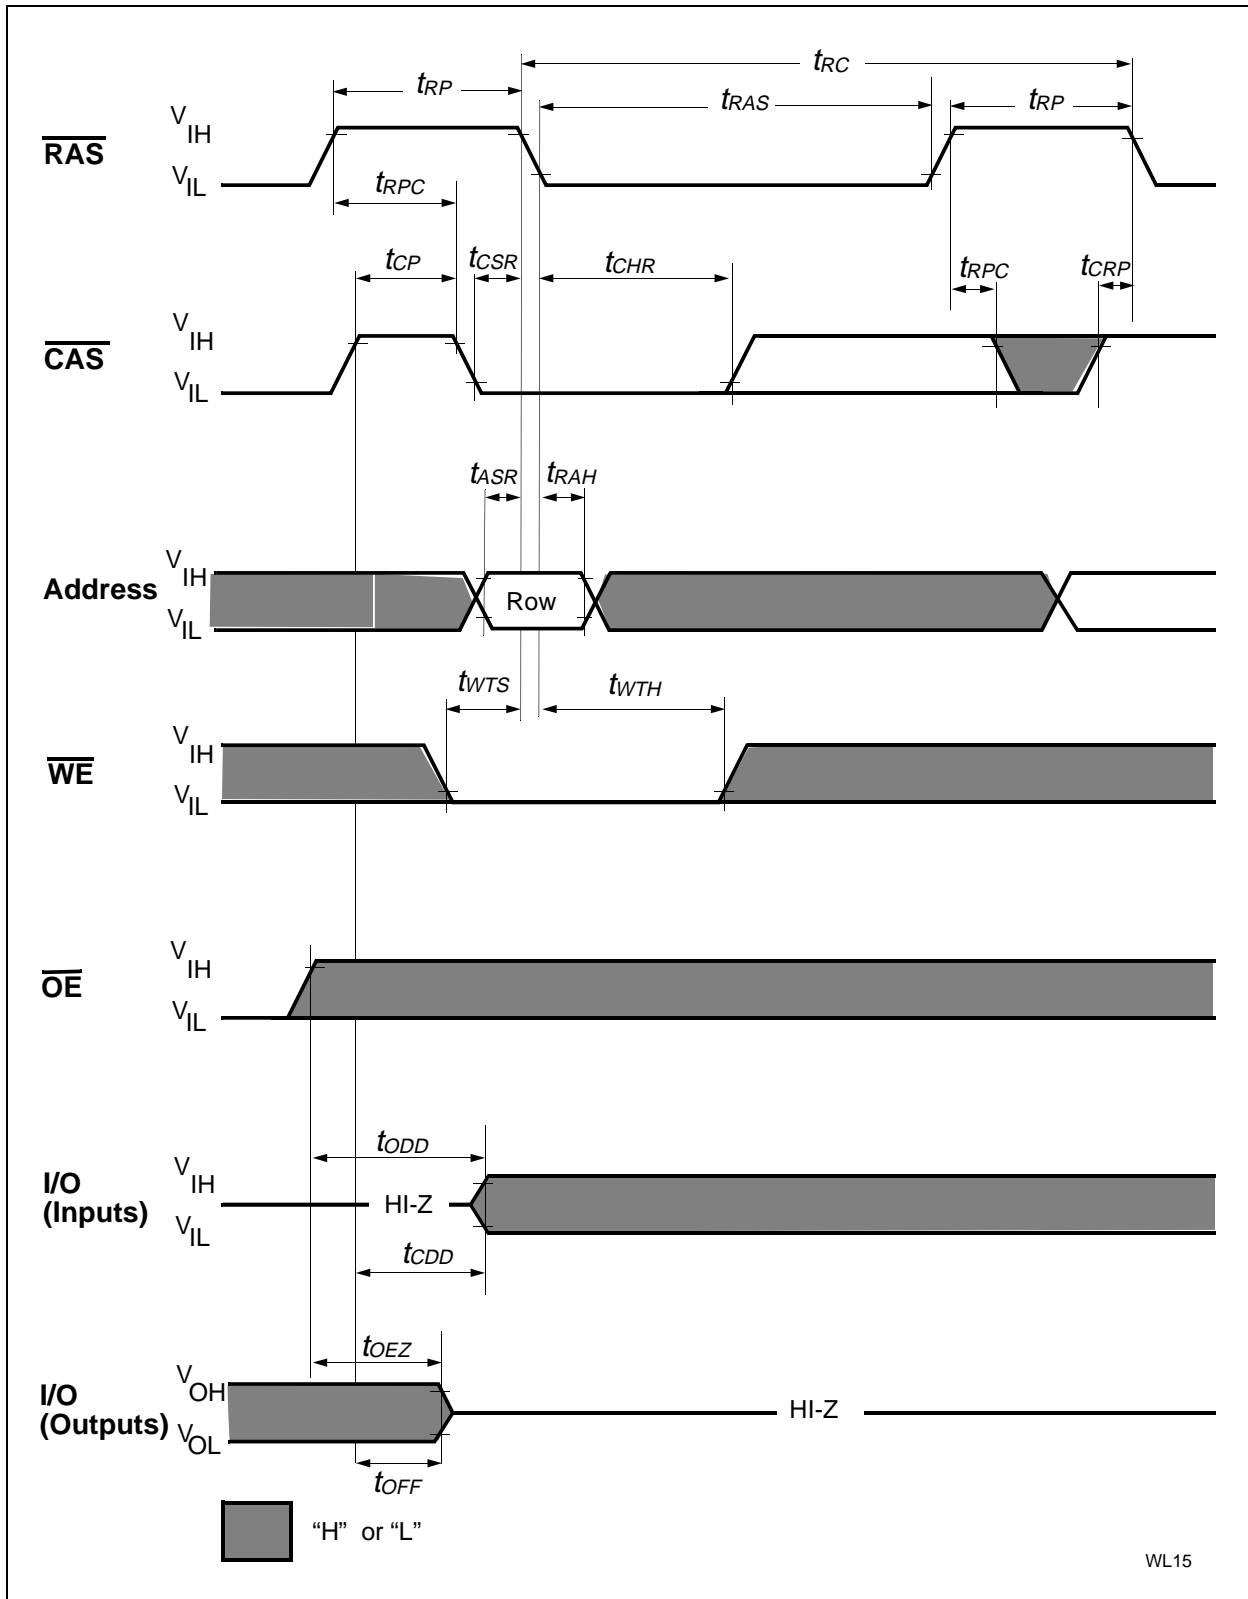 tRC
tRP
tRAS
tRP
RAS
VIH
VIL
tRPC
tCP
tCSR
tCHR
tRPC
tCRP
CAS
VIH
VIL
tASR
tRAH
Address
VIH
VIL
Row
tWTS
tWTH
WE
VIH
VIL
OE
VIH
VIL
tODD
I/O
(Inputs)
VIH
VIL
HI-Z
tCDD
tOEZ
I/O
(Outputs)
VOH
VOL
HI-Z
tOFF
“H” or “L”
WL15